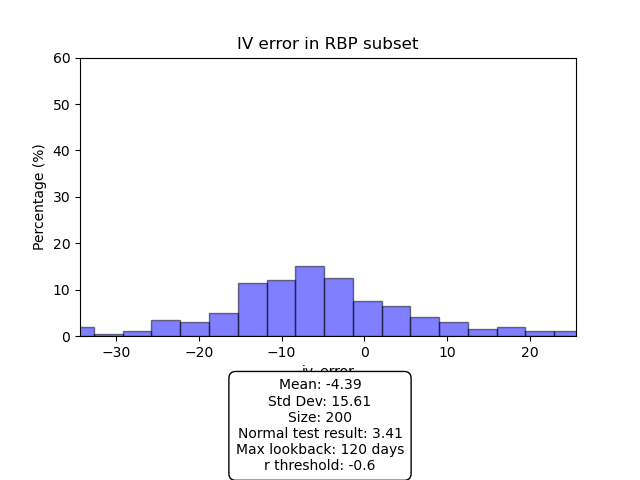 IV error in RBP subset
60
50
40
30
20
10
0
Percentage (%)
−30
−20
−10
0
10
20
iv_error
Mean: -4.39
Std Dev: 15.61
Size: 200
Normal test result: 3.41
Max lookback: 120 days
r threshold: -0.6